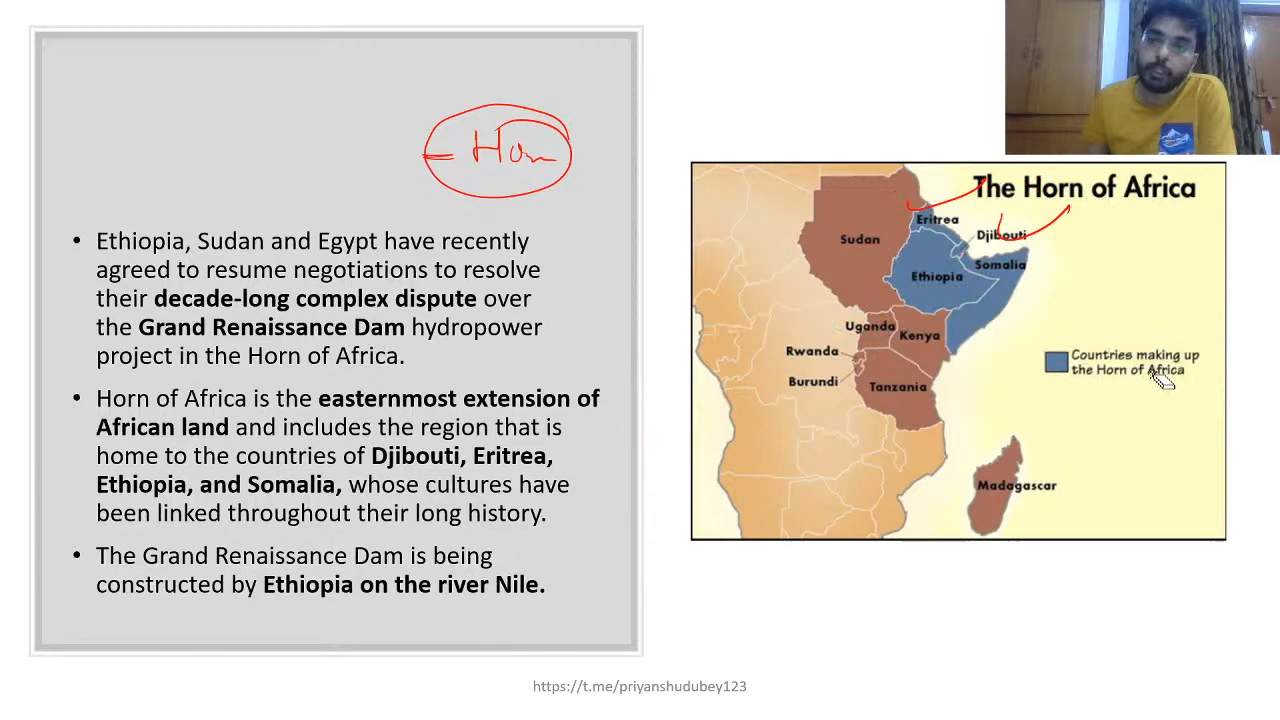 Horn
• Ethiopia, Sudan and Egypt have recently
agreed to resume negotiations to resolve
their decade-long complex dispute over
the Grand Renaissance Dam hydropower
project in the Horn of Africa.
• Horn of Africa is the easternmost extension of
African land and includes the region that is
home to the countries of Djibouti, Eritrea,
Ethiopia, and Somalia, whose cultures have
been linked throughout their long history.
• The Grand Renaissance Dam is being
constructed by Ethiopia on the river Nile.
The Horn of Africa
Eritrea
Djibouti
Sudan
Somalia
Ethiopia
Uganda
Kenya
Rwanda
Burundi
Tanzania
Countries making up
the Horn of Africa
Madagascar
https://t.me/priyanshudubey123